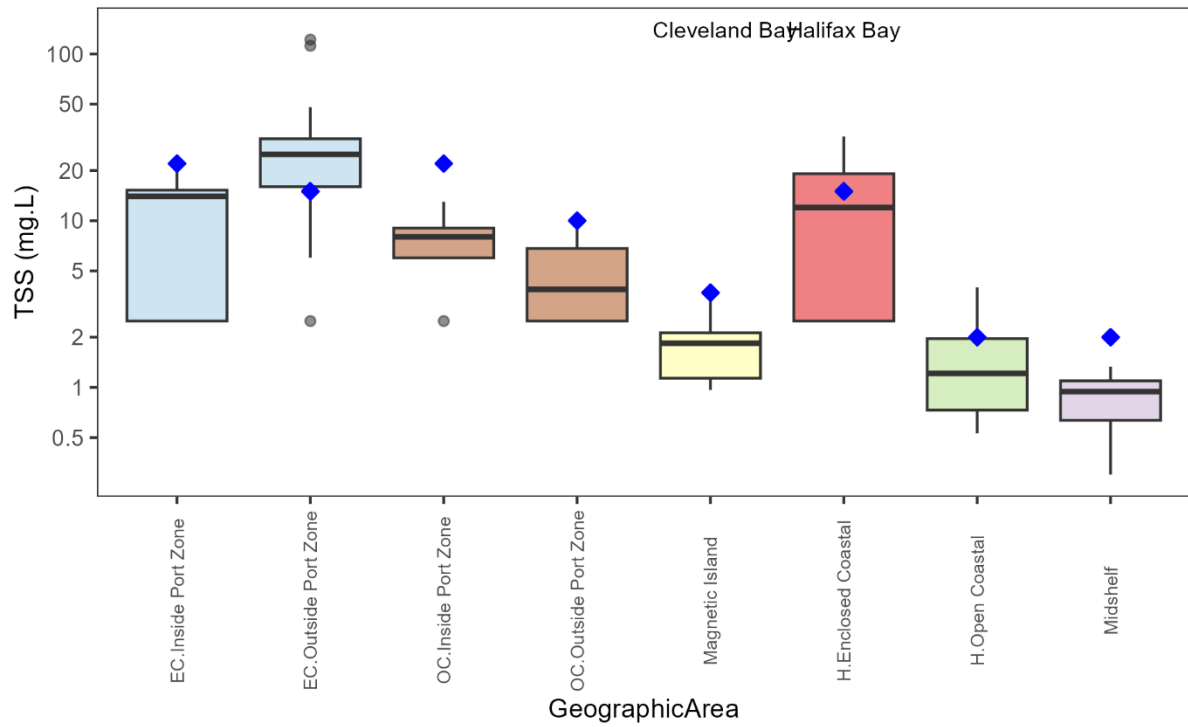 Cleveland Bay
Halifax Bay
TSS (mg.L)
100
50
20
10
5
2
1
0.5
EC.Inside Port Zone
EC.Outside Port Zone
OC.Inside Port Zone
OC.Outside Port Zone
Magnetic Island
H.Enclosed Coastal
H.Open Coastal
Midshelf
GeographicArea